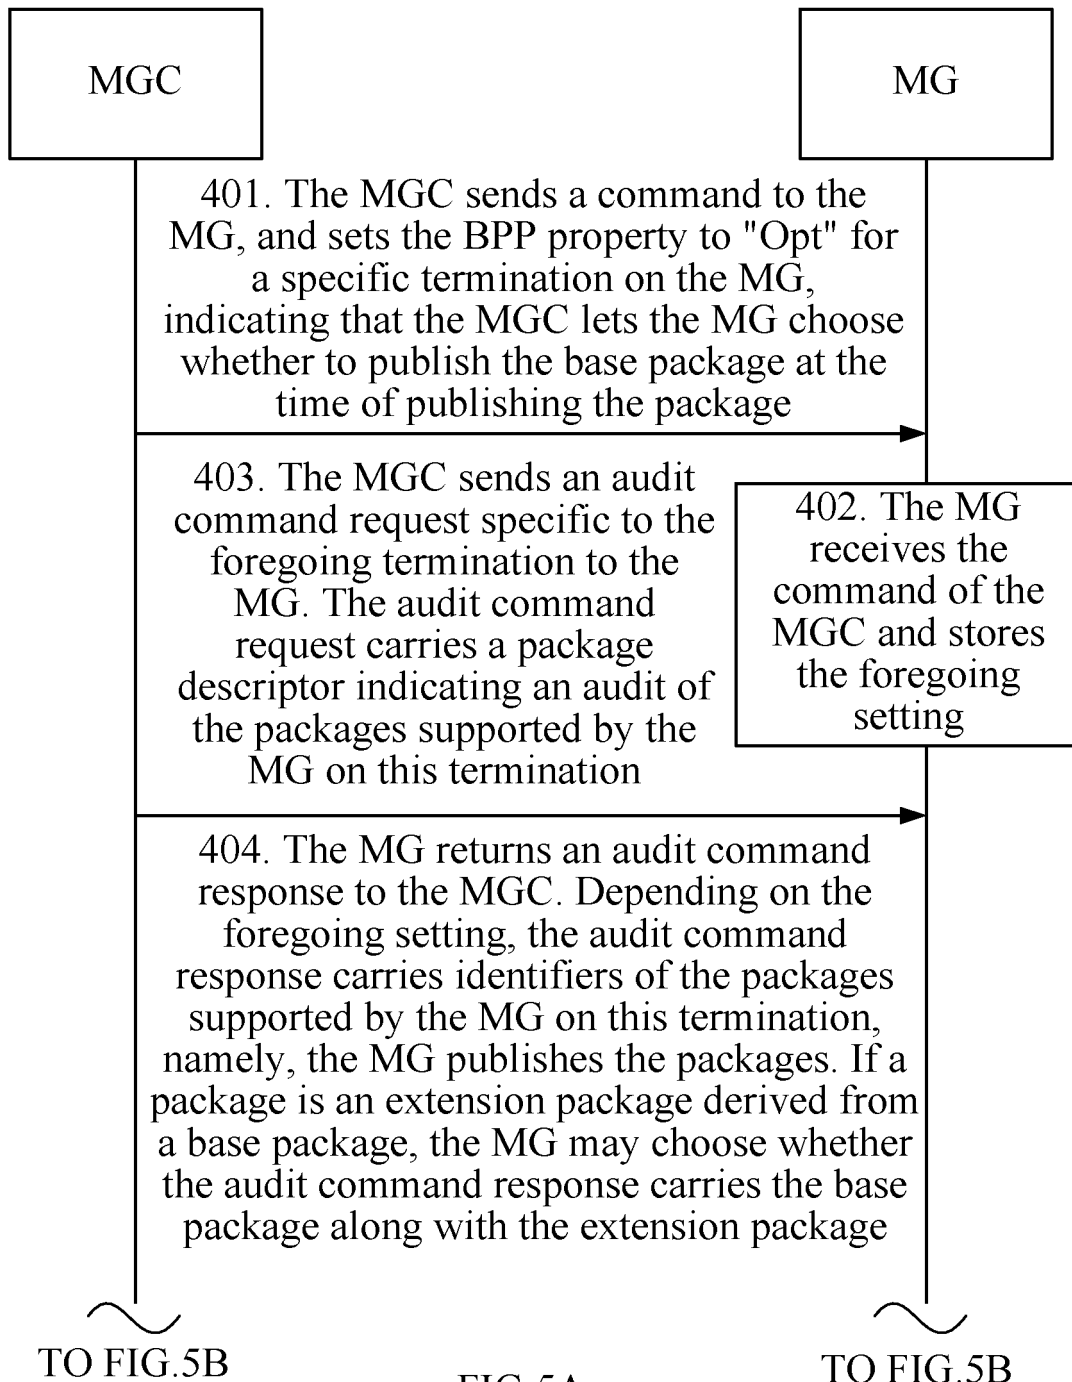 MGC
MG
401. The MGC sends a command to the
MG, and sets the BPP property to "Opt" for
a specific termination on the MG,
indicating that the MGC lets the MG choose
whether to publish the base package at the
time of publishing the package
403. The MGC sends an audit
command request specific to the
foregoing termination to the
MG. The audit command
request carries a package
descriptor indicating an audit of
the packages supported by the
MG on this termination
402. The MG
receives the
command of the
MGC and stores
the foregoing
setting
404. The MG returns an audit command
response to the MGC. Depending on the
foregoing setting, the audit command
response carries identifiers of the packages
supported by the MG on this termination,
namely, the MG publishes the packages. If a
package is an extension package derived from
a base package, the MG may choose whether
the audit command response carries the base
package along with the extension package
TO FIG.5B
TO FIG.5B
FIG.5A